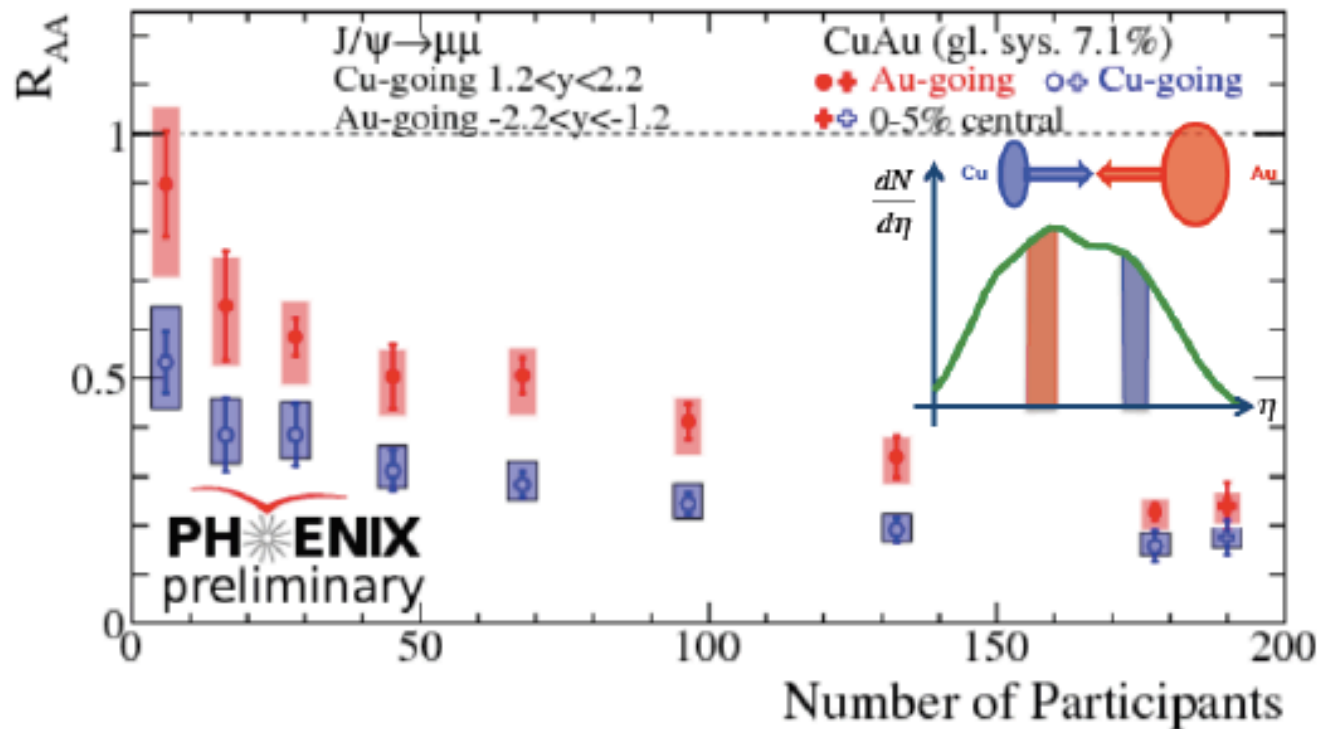 R_AA
J/ψ→μμ
Cu-going 1.2<y<2.2
Au-going -2.2<y<-1.2
CuAu (gl. sys. 7.1%)
Au-going Cu-going
0-5% central
Cu
Au
dN
dη
η
1
0.5
0
PHENIX
preliminary
0 50 100 150 200
Number of Participants